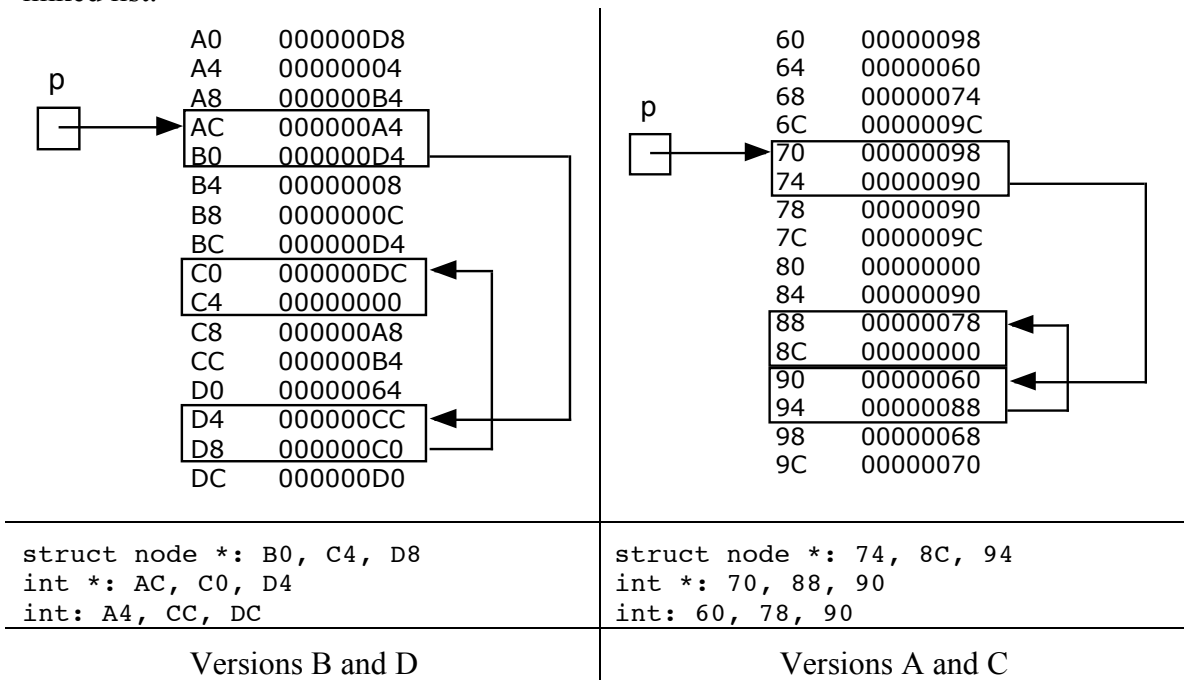 linked list.
p
A0 000000D8
A4 00000004
A8 000000B4
AC 000000A4
B0 000000D4
B4 00000008
B8 0000000C
BC 000000D4
C0 000000DC
C4 00000000
C8 000000A8
CC 000000B4
D0 00000064
D4 000000CC
D8 000000C0
DC 000000D0
struct node *: B0, C4, D8
int *: AC, C0, D4
int: A4, CC, DC
Versions B and D
p
60 00000098
64 00000060
68 00000074
6C 0000009C
70 00000098
74 00000090
78 00000090
7C 0000009C
80 00000000
84 00000090
88 00000078
8C 00000000
90 00000060
94 00000088
98 00000068
9C 00000070
struct node *: 74, 8C, 94
int *: 70, 88, 90
int: 60, 78, 90
Versions A and C